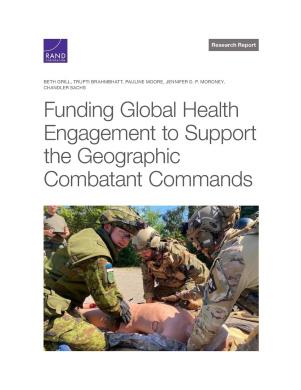 RAND
CORPORATION
Research Report
BETH GRILL, TRUPTI BRAHMBHATT, PAULINE MOORE, JENNIFER D. P. MORONEY,
CHANDLER SACHS
Funding Global Health
Engagement to Support
the Geographic
Combatant Commands